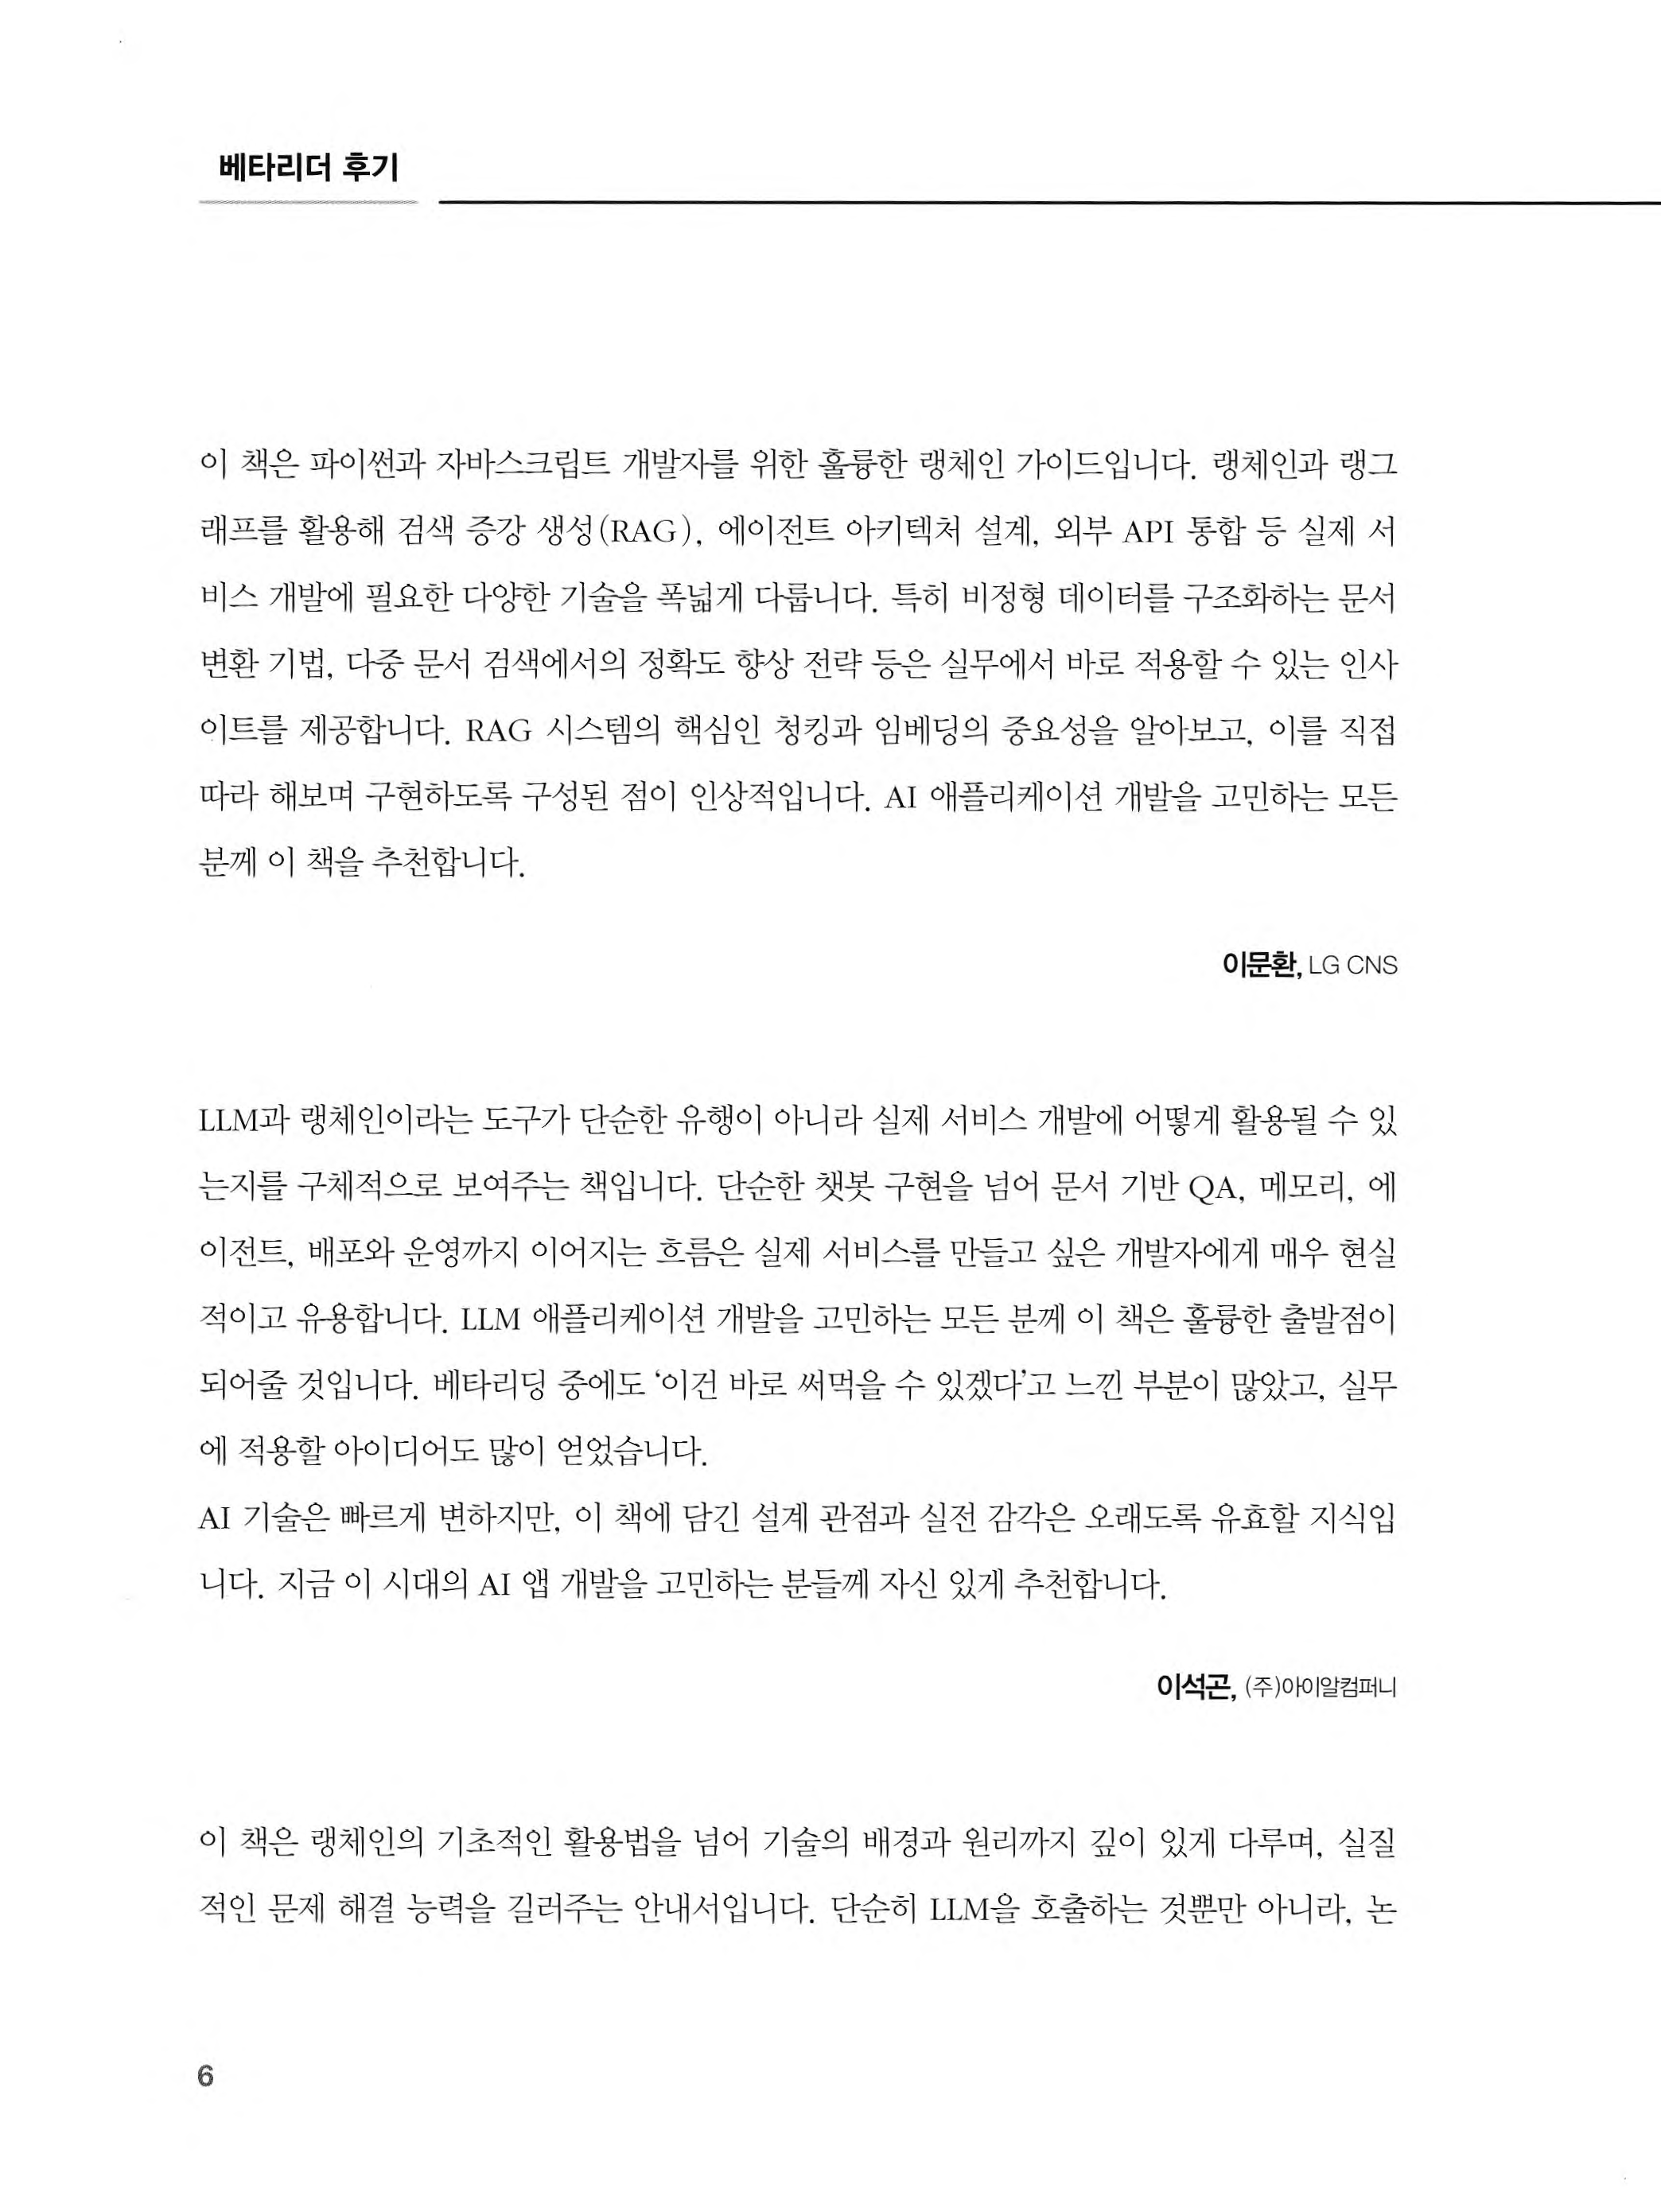 베타리더 후기
이 책은 파이썬과 자바스크립트 개발자를 위한 훌륭한 랭체인 가이드입니다. 랭체인과 랭그
래프를 활용해 검색 증강 생성(RAG), 에이전트 아키텍처 설계, 외부 API 통합 등 실제 서
비스 개발에 필요한 다양한 기술을 폭넓게 다룹니다. 특히 비정형 데이터를 구조화하는 문서
변환 기법, 다중 문서 검색에서의 정확도 향상 전략 등은 실무에서 바로 적용할 수 있는 인사
이트를 제공합니다. RAG 시스템의 핵심인 청킹과 임베딩의 중요성을 알아보고, 이를 직접
따라 해보며 구현하도록 구성된 점이 인상적입니다. AI 애플리케이션 개발을 고민하는 모든
분께 이 책을 추천합니다.
이문환, LG CNS
LLM과 랭체인이라는 도구가 단순한 유행이 아니라 실제 서비스 개발에 어떻게 활용될 수 있
는지를 구체적으로 보여주는 책입니다. 단순한 챗봇 구현을 넘어 문서 기반 QA, 메모리, 에
이전트, 배포와 운영까지 이어지는 흐름은 실제 서비스를 만들고 싶은 개발자에게 매우 현실
적이고 유용합니다. LLM 애플리케이션 개발을 고민하는 모든 분께 이 책은 훌륭한 출발점이
되어줄 것입니다. 베타리딩 중에도 ‘이건 바로 써먹을 수 있겠다’고 느낀 부분이 많았고, 실무
에 적용할 아이디어도 많이 얻었습니다.
AI 기술은 빠르게 변하지만, 이 책에 담긴 설계 관점과 실전 감각은 오래도록 유효할 지식입
니다. 지금 이 시대의 AI 앱 개발을 고민하는 분들께 자신 있게 추천합니다.
이석곤, (주)아이알컴퍼니
이 책은 랭체인의 기초적인 활용법을 넘어 기술의 배경과 원리까지 깊이 있게 다루며, 실질
적인 문제 해결 능력을 길러주는 안내서입니다. 단순히 LLM을 호출하는 것뿐만 아니라, 논
6